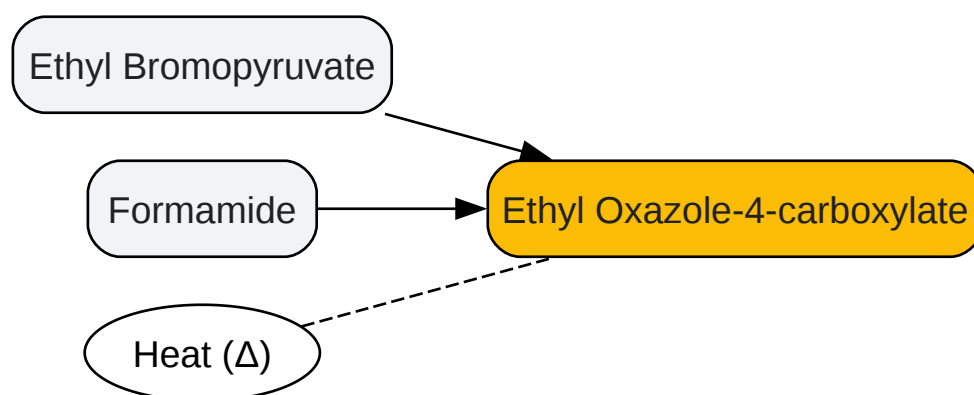 Ethyl Bromopyruvate
Formamide
Ethyl Oxazole-4-carboxylate
Heat (Δ)